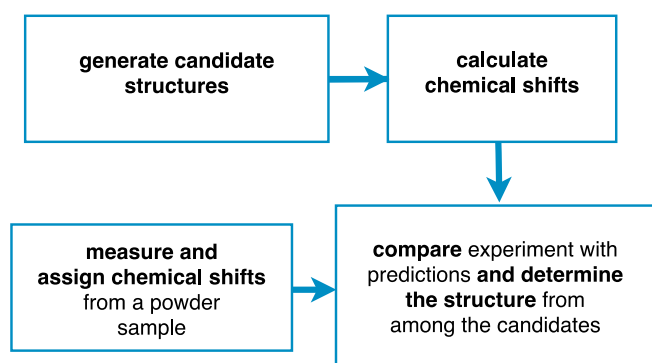 generate candidate
structures
calculate
chemical shifts
measure and
assign chemical shifts
from a powder
sample
compare experiment with
predictions and determine
the structure from
among the candidates